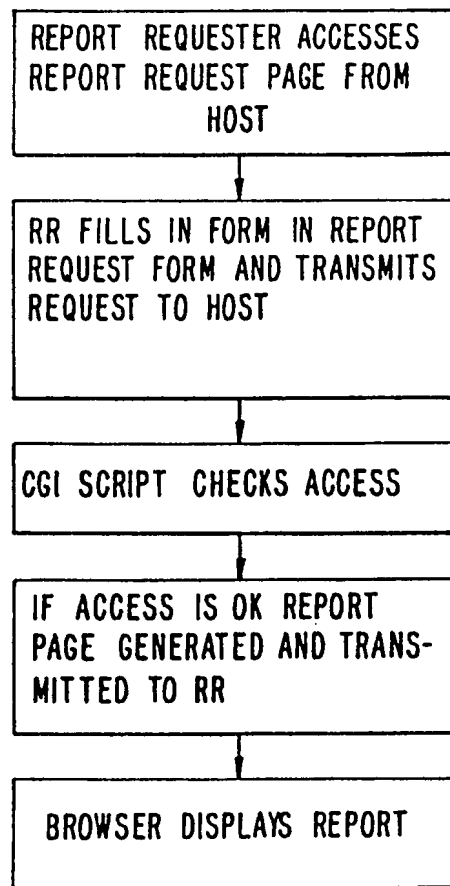 REPORT REQUESTER ACCESSES
REPORT REQUEST PAGE FROM
HOST
RR FILLS IN FORM IN REPORT
REQUEST FORM AND TRANSMITS
REQUEST TO HOST
CGI SCRIPT CHECKS ACCESS
IF ACCESS IS OK REPORT
PAGE GENERATED AND TRANS-
MITTED TO RR
BROWSER DISPLAYS REPORT